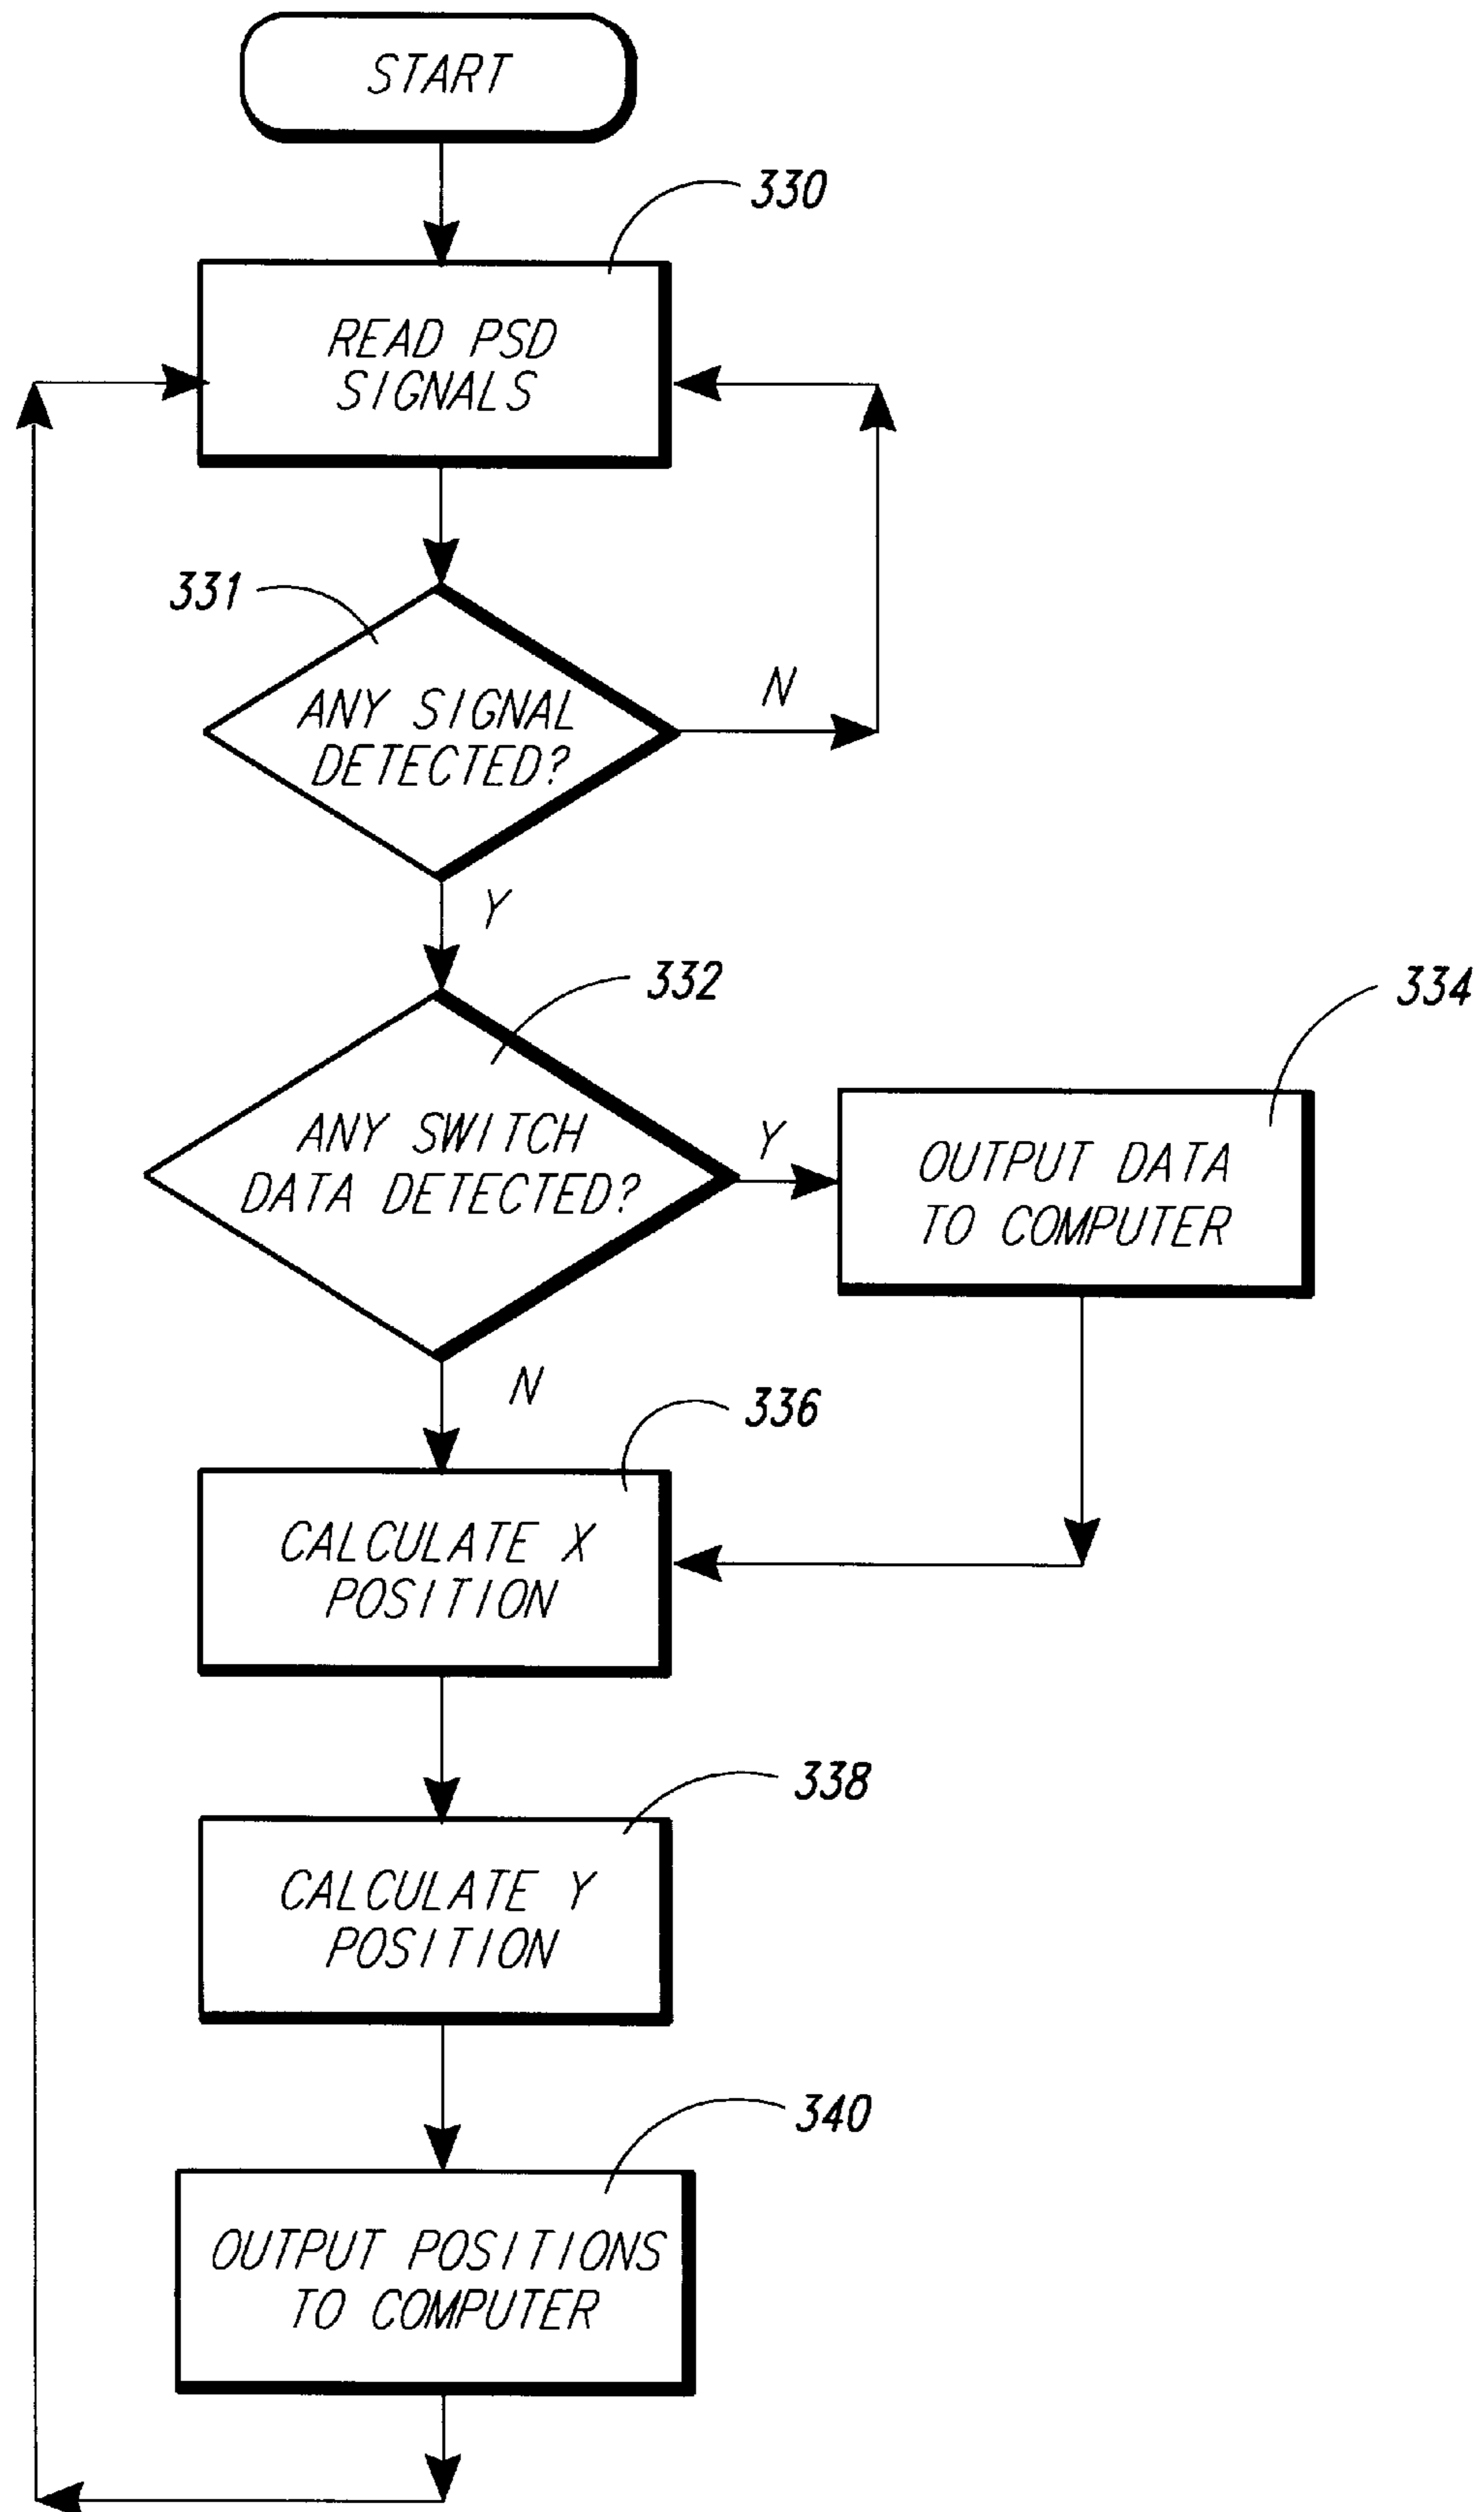 START
330
READ PSD
SIGNALS
331
ANY SIGNAL
DETECTED?
N
Y
332
334
ANY SWITCH
DATA DETECTED?
Y
OUTPUT DATA
TO COMPUTER
N
336
CALCULATE X
POSITION
338
CALCULATE Y
POSITION
340
OUTPUT POSITIONS
TO COMPUTER